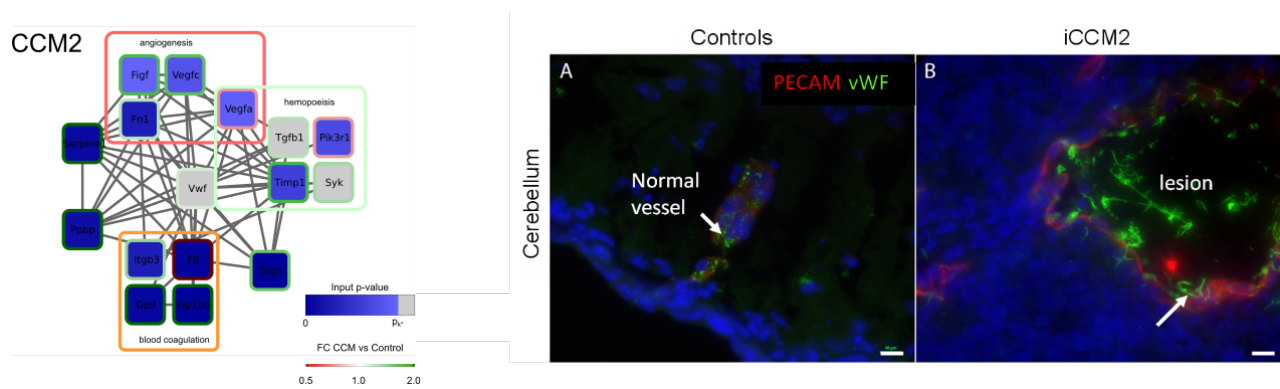 CCM2
angiogenesis
Figf
Vegfc
Fn1
Vegfa
hemopoeisis
Tgfb1
Pik3r1
Timp1
Syk
Vwf
Ppbp
Itgb3
F8
Gp9
blood coagulation
Input p-value
0
FC CCM vs Control
0.5
1.0
2.0
Controls
iCCM2
Cerebellum
A
PECAM vWF
Normal
vessel
B
lesion